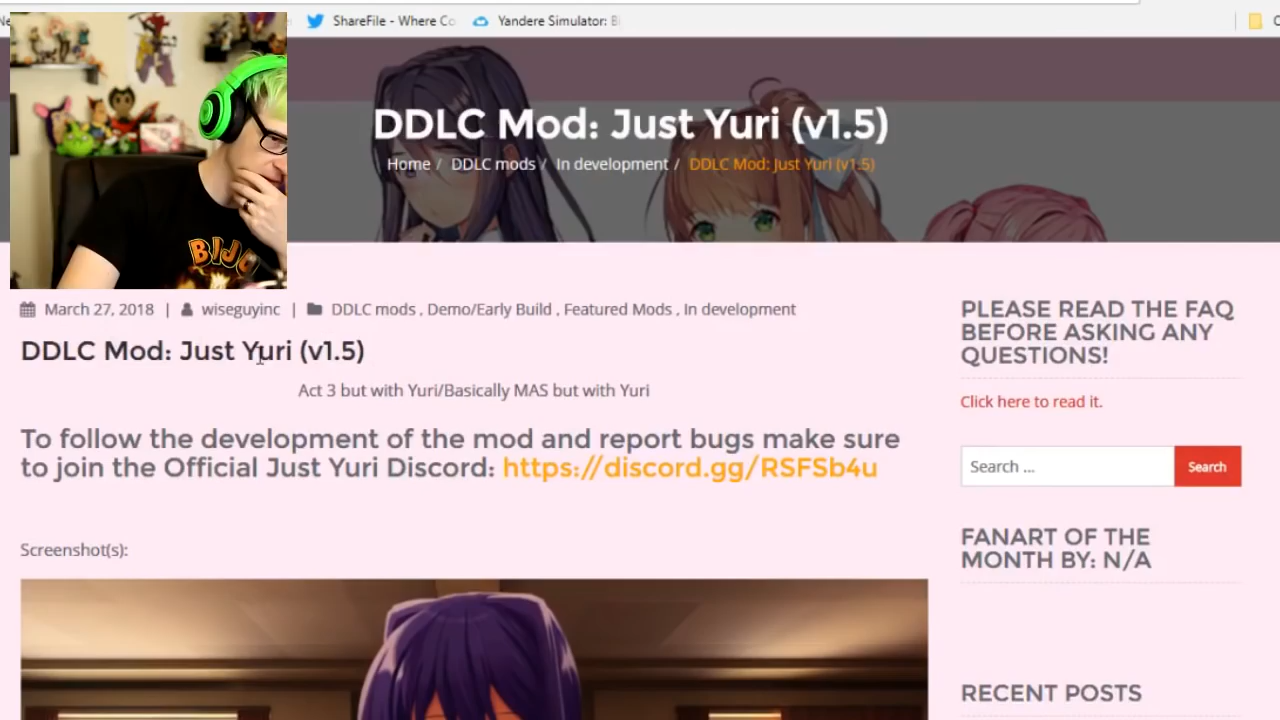 ShareFile - Where Co
Yandere Simulator: Bi
DDLC Mod: Just Yuri (v1.5)
Home / DDLC mods / In development / DDLC Mod: Just Yuri (v1.5)
March 27, 2018 | wiseguyinc | DDLC mods , Demo/Early Build , Featured Mods , In development
DDLC Mod: Just Yuri (v1.5)
Act 3 but with Yuri/Basically MAS but with Yuri
To follow the development of the mod and report bugs make sure
to join the Official Just Yuri Discord: https://discord.gg/RSFSb4u
Screenshot(s):
PLEASE READ THE FAQ
BEFORE ASKING ANY
QUESTIONS!
Click here to read it.
Search ...
Search
FANART OF THE
MONTH BY: N/A
RECENT POSTS